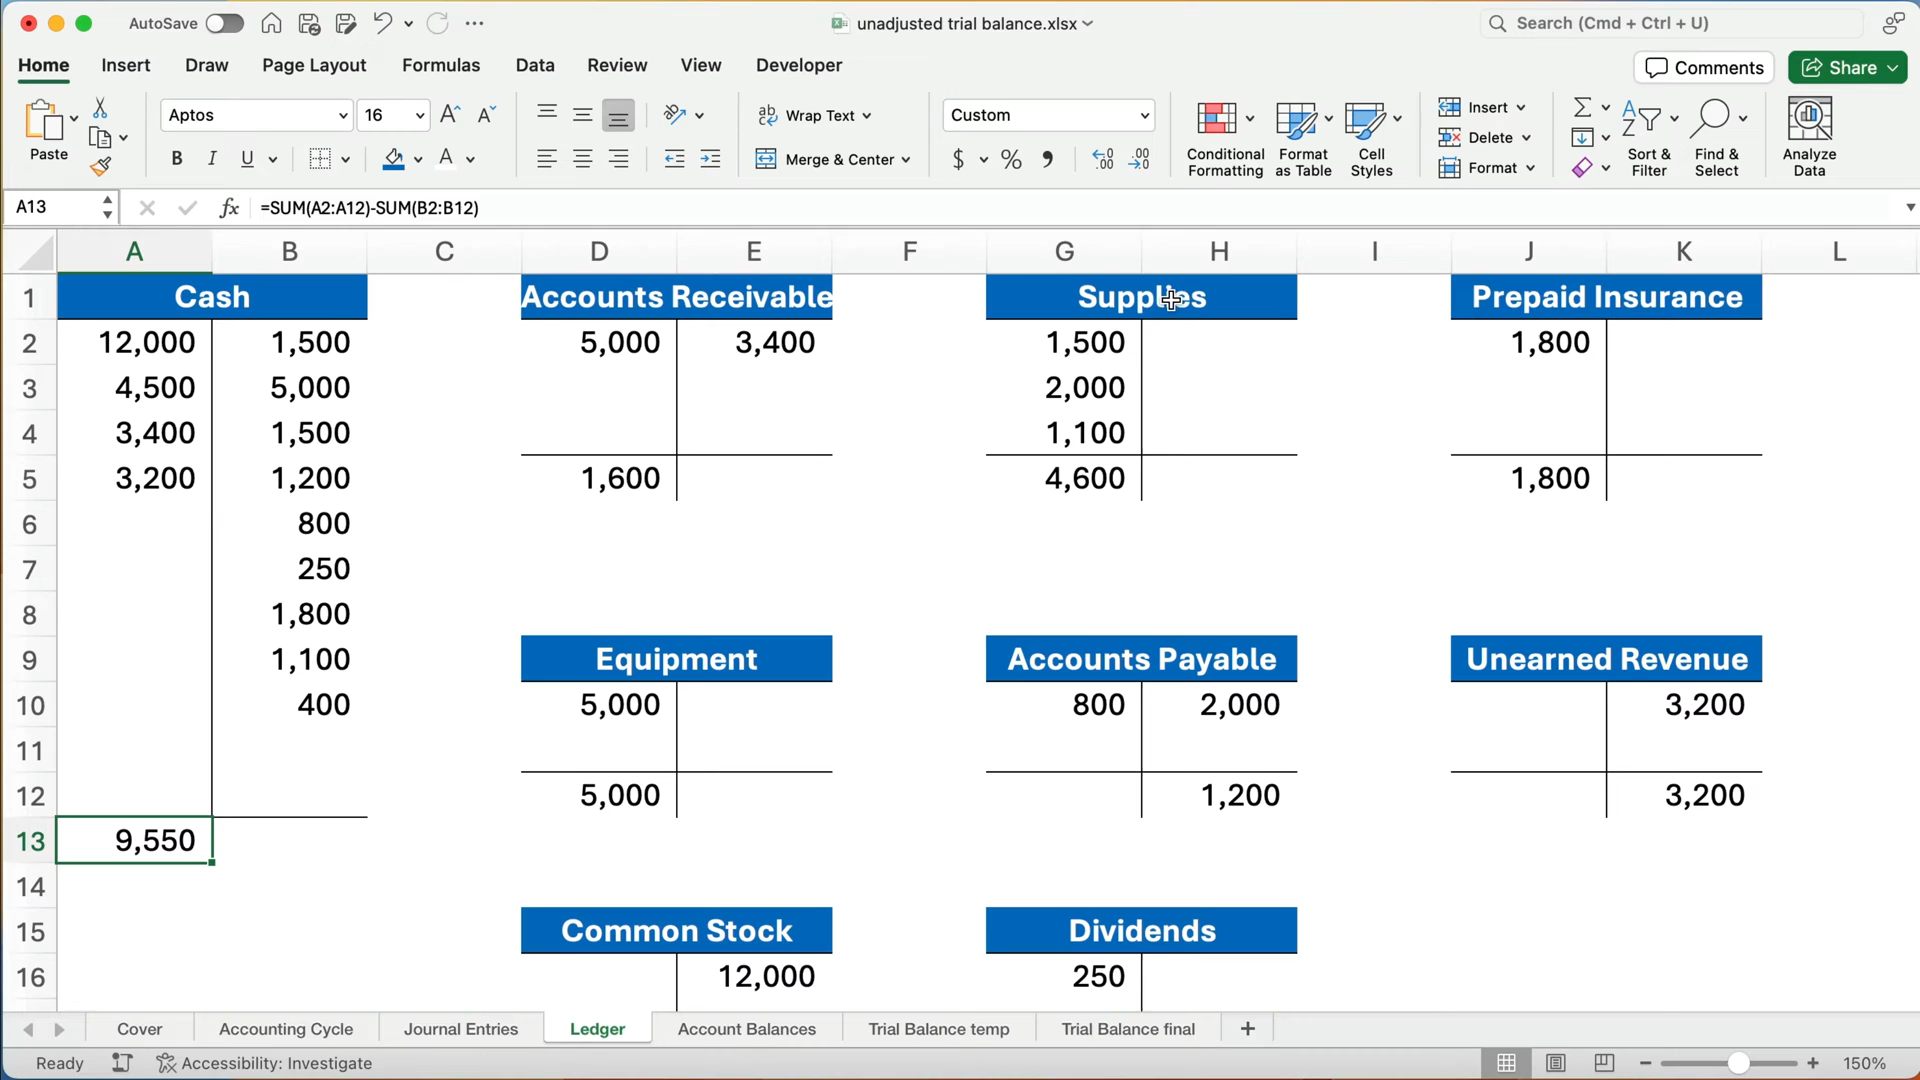 AutoSave
unadjusted trial balance.xlsx
Search (Cmd + Ctrl + U)
Home Insert Draw Page Layout Formulas Data Review View Developer
Comments
Share
Paste
Aptos 16
B I U A
Wrap Text
Merge & Center
Custom
$ %
Conditional Formatting
Format as Table
Cell Styles
Insert
Delete
Format
Sort & Filter
Find & Select
Analyze Data
A13 fx =SUM(A2:A12)-SUM(B2:B12)
A B C D E F G H I J K L
1 Cash Accounts Receivable Supplies Prepaid Insurance
2 12,000 1,500 5,000 3,400 1,500 1,800
3 4,500 5,000 2,000
4 3,400 1,500 1,100
5 3,200 1,200 1,600 4,600 1,800
6 800
7 250
8 1,800
9 1,100 Equipment Accounts Payable Unearned Revenue
10 400 5,000 800 2,000 3,200
11
12 5,000 1,200 3,200
13 9,550
14
15 Common Stock Dividends
16 12,000 250
Cover Accounting Cycle Journal Entries Ledger Account Balances Trial Balance temp Trial Balance final
Ready Accessibility: Investigate 150%